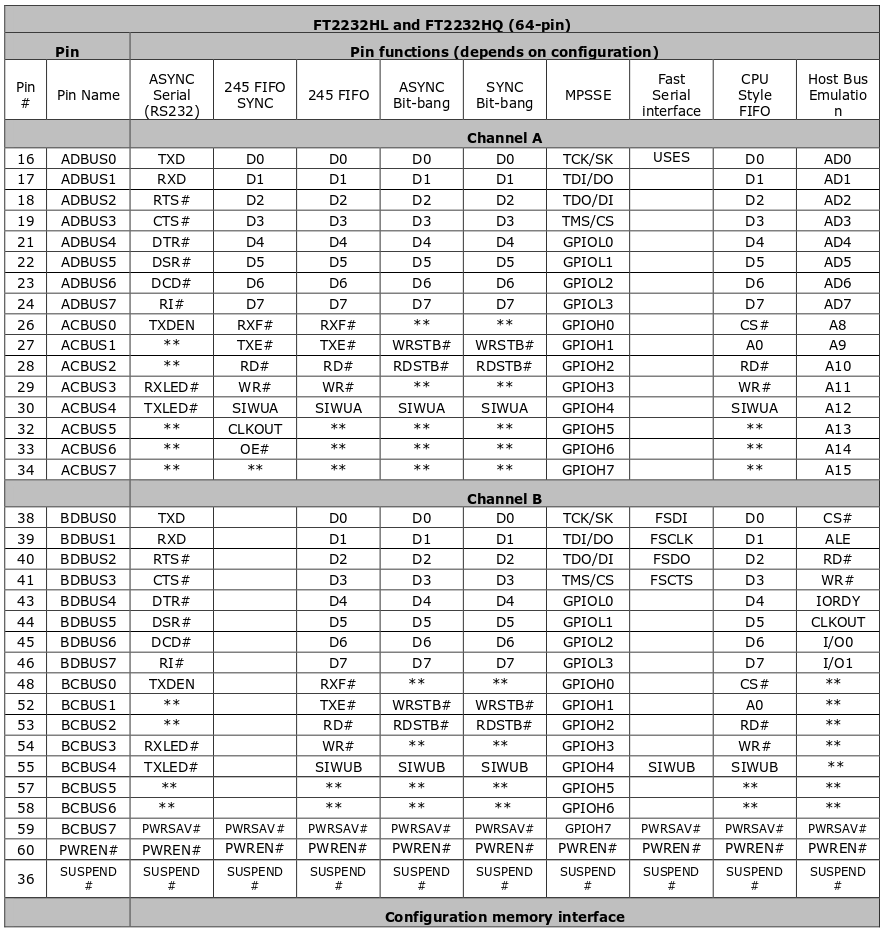 FT2232HL and FT2232HQ (64-pin)
Pin Pin functions (depends on configuration)
Pin # Pin Name ASYNC Serial (RS232) 245 FIFO SYNC 245 FIFO ASYNC Bit-bang SYNC Bit-bang MPSSE Fast Serial interface CPU Style FIFO Host Bus Emulatio n
Channel A
16 ADBUS0 TXD D0 D0 D0 D0 TCK/SK USES D0 AD0
17 ADBUS1 RXD D1 D1 D1 D1 TDI/DO D1 AD1
18 ADBUS2 RTS# D2 D2 D2 D2 TDO/DI D2 AD2
19 ADBUS3 CTS# D3 D3 D3 D3 TMS/CS D3 AD3
21 ADBUS4 DTR# D4 D4 D4 D4 GPIOL0 D4 AD4
22 ADBUS5 DSR# D5 D5 D5 D5 GPIOL1 D5 AD5
23 ADBUS6 DCD# D6 D6 D6 D6 GPIOL2 D6 AD6
24 ADBUS7 RI# D7 D7 D7 D7 GPIOL3 D7 AD7
26 ACBUS0 TXDEN RXF# RXF# ** ** GPIOH0 CS# A8
27 ACBUS1 ** TXE# TXE# WRSTB# WRSTB# GPIOH1 A0 A9
28 ACBUS2 ** RD# RD# RDSTB# RDSTB# GPIOH2 RD# A10
29 ACBUS3 RXLED# WR# WR# ** ** GPIOH3 WR# A11
30 ACBUS4 TXLED# SIWUA SIWUA SIWUA SIWUA GPIOH4 SIWUA A12
32 ACBUS5 ** CLKOUT ** ** ** GPIOH5 ** A13
33 ACBUS6 ** OE# ** ** ** GPIOH6 ** A14
34 ACBUS7 ** ** ** ** ** GPIOH7 ** A15
Channel B
38 BDBUS0 TXD D0 D0 D0 TCK/SK FSDI D0 CS#
39 BDBUS1 RXD D1 D1 D1 TDI/DO FSCLK D1 ALE
40 BDBUS2 RTS# D2 D2 D2 TDO/DI FSDO D2 RD#
41 BDBUS3 CTS# D3 D3 D3 TMS/CS FSCTS D3 WR#
43 BDBUS4 DTR# D4 D4 D4 GPIOL0 D4 IORDY
44 BDBUS5 DSR# D5 D5 D5 GPIOL1 D5 CLKOUT
45 BDBUS6 DCD# D6 D6 D6 GPIOL2 D6 I/O0
46 BDBUS7 RI# D7 D7 D7 GPIOL3 D7 I/O1
48 BCBUS0 TXDEN RXF# ** ** GPIOH0 CS# **
52 BCBUS1 ** TXE# WRSTB# WRSTB# GPIOH1 A0 **
53 BCBUS2 ** RD# RDSTB# RDSTB# GPIOH2 RD# **
54 BCBUS3 RXLED# WR# ** ** GPIOH3 WR# **
55 BCBUS4 TXLED# SIWUB SIWUB SIWUB GPIOH4 SIWUB SIWUB **
57 BCBUS5 ** ** ** ** GPIOH5 ** **
58 BCBUS6 ** ** ** ** GPIOH6 ** **
59 BCBUS7 PWRSAV# PWRSAV# PWRSAV# PWRSAV# PWRSAV# GPIOH7 PWRSAV# PWRSAV# PWRSAV#
60 PWREN# PWREN# PWREN# PWREN# PWREN# PWREN# PWREN# PWREN# PWREN# PWREN#
36 SUSPEND # SUSPEND # SUSPEND # SUSPEND # SUSPEND # SUSPEND # SUSPEND # SUSPEND # SUSPEND # SUSPEND #
Configuration memory interface